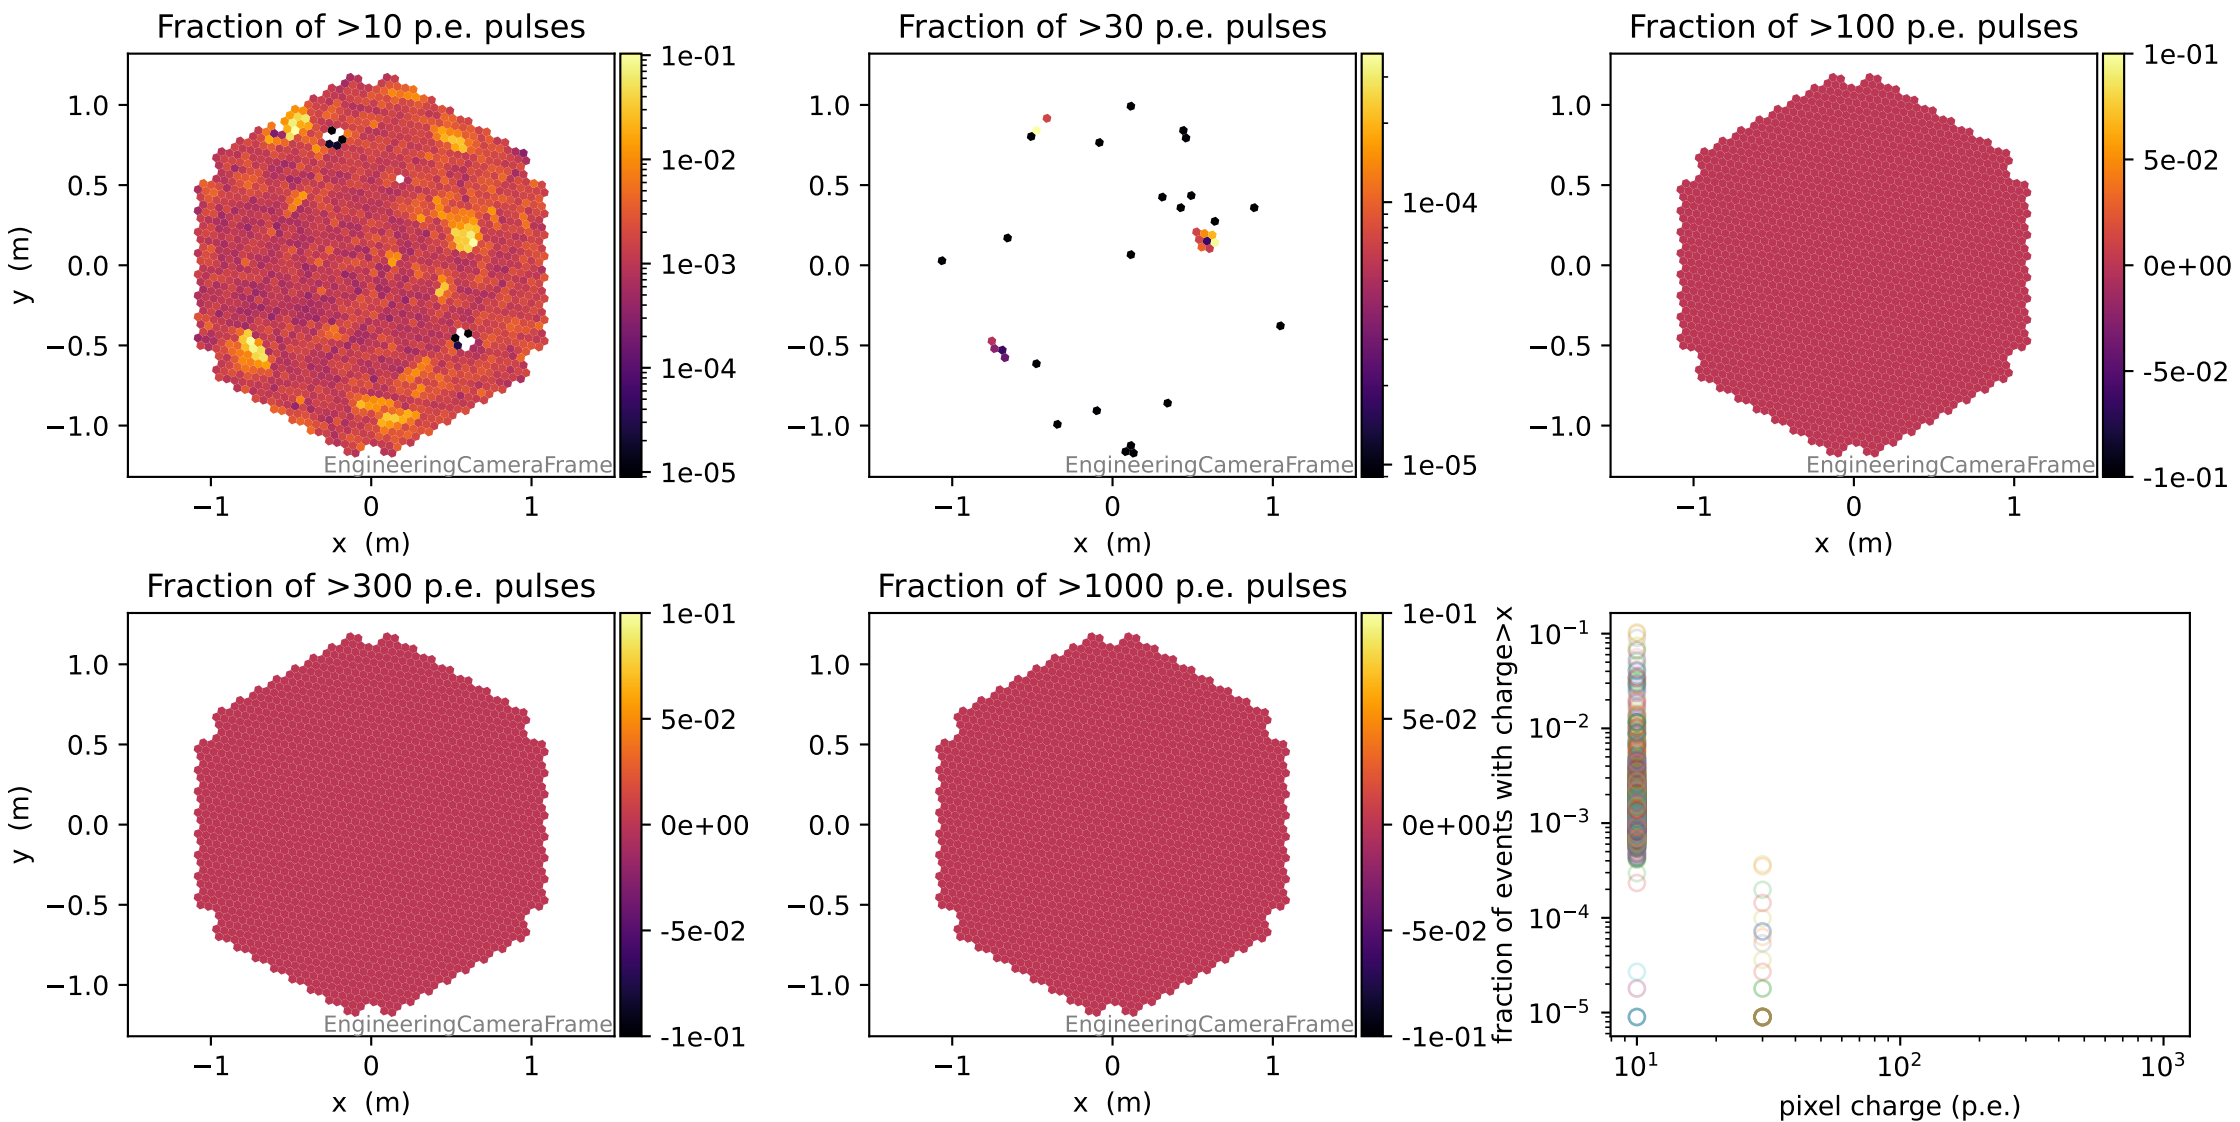 Fraction of >10 p.e. pulses
Fraction of >30 p.e. pulses
Fraction of >100 p.e. pulses
y (m)
1.0
0.5
0.0
−0.5
−1.0
−1
0
1
x (m)
EngineeringCameraFrame
1e-01
1e-02
1e-03
1e-04
1e-05
1.0
0.5
0.0
−0.5
−1.0
−1
0
1
x (m)
EngineeringCameraFrame
1e-04
1e-05
1.0
0.5
0.0
−0.5
−1.0
−1
0
1
x (m)
EngineeringCameraFrame
1e-01
5e-02
0e+00
-5e-02
-1e-01
Fraction of >300 p.e. pulses
Fraction of >1000 p.e. pulses
y (m)
1.0
0.5
0.0
−0.5
−1.0
−1
0
1
x (m)
EngineeringCameraFrame
1e-01
5e-02
0e+00
-5e-02
-1e-01
1.0
0.5
0.0
−0.5
−1.0
−1
0
1
x (m)
EngineeringCameraFrame
1e-01
5e-02
0e+00
-5e-02
-1e-01
fraction of events with charge>x
10⁻¹
10⁻²
10⁻³
10⁻⁴
10⁻⁵
10¹
10²
10³
pixel charge (p.e.)